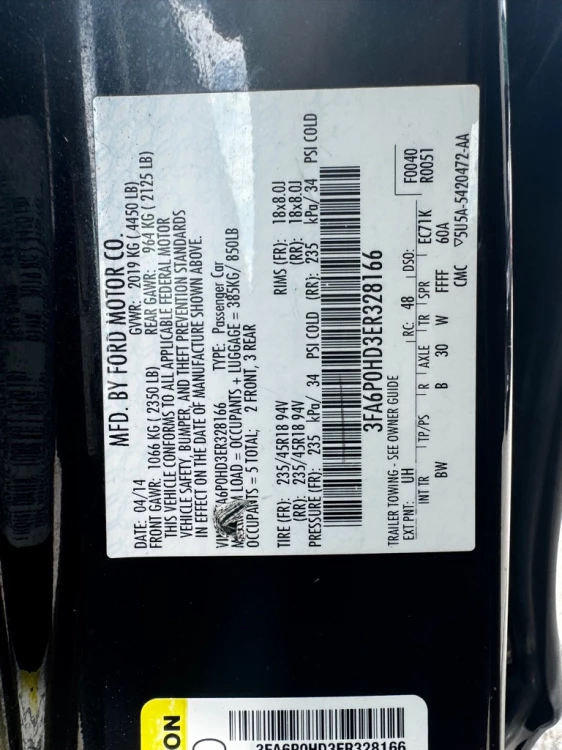 MFD. BY FORD MOTOR CO.
DATE: 04/14 GVWR: 2019 KG ( 4450 LB)
FRONT GAWR: 1066 KG ( 2350 LB) REAR GAWR: 964 KG ( 2125 LB)
THIS VEHICLE CONFORMS TO ALL APPLICABLE FEDERAL MOTOR
VEHICLE SAFETY, BUMPER, AND THEFT PREVENTION STANDARDS
IN EFFECT ON THE DATE OF MANUFACTURE SHOWN ABOVE.
A6P0HD3ER328166 TYPE: Passenger Car
LOAD = OCCUPANTS + LUGGAGE = 385KG/ 850LB
OCCUPANTS = 5 TOTAL; 2 FRONT, 3 REAR
TIRE (FR): 235/45R18 94V RIMS (FR): 18x8.0J
(RR): 235/45R18 94V (RR): 18x8.0J
PRESSURE (FR): 235 kPa/ 34 PSI COLD (RR): 235 kPa/ 34 PSI COLD
3FA6P0HD3ER328166
TRAILER TOWING - SEE OWNER GUIDE
F0040
EXT PNT: UH RC: 48 DSO: R0051
INT TR TP/PS R AXLE TR SPR EC71K
BW B 30 W FFFF 60A
CMC ▽5U5A-5420472-AA
ON
3FA6P0HD3ER328166